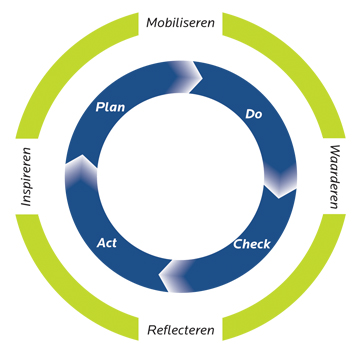 Mobiliseren
Plan
Do
Inspireren
Waarderen
Act
Check
Reflecteren